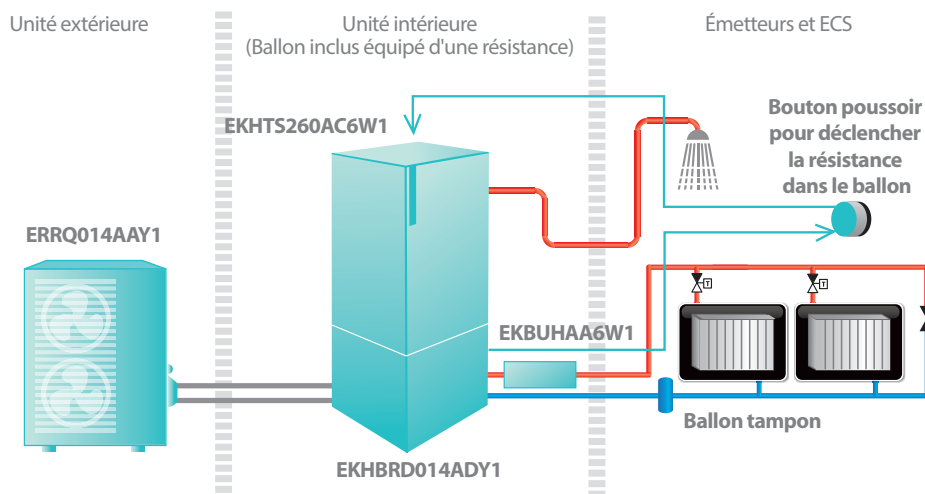 Unité extérieure
Unité intérieure
(Ballon inclus équipé d'une résistance)
Émetteurs et ECS
EKHTS260AC6W1
Bouton poussoir
pour déclencher
la résistance
dans le ballon
ERRQ014AAY1
T
T
EKBUHAA6W1
Ballon tampon
EKHBRD014ADY1